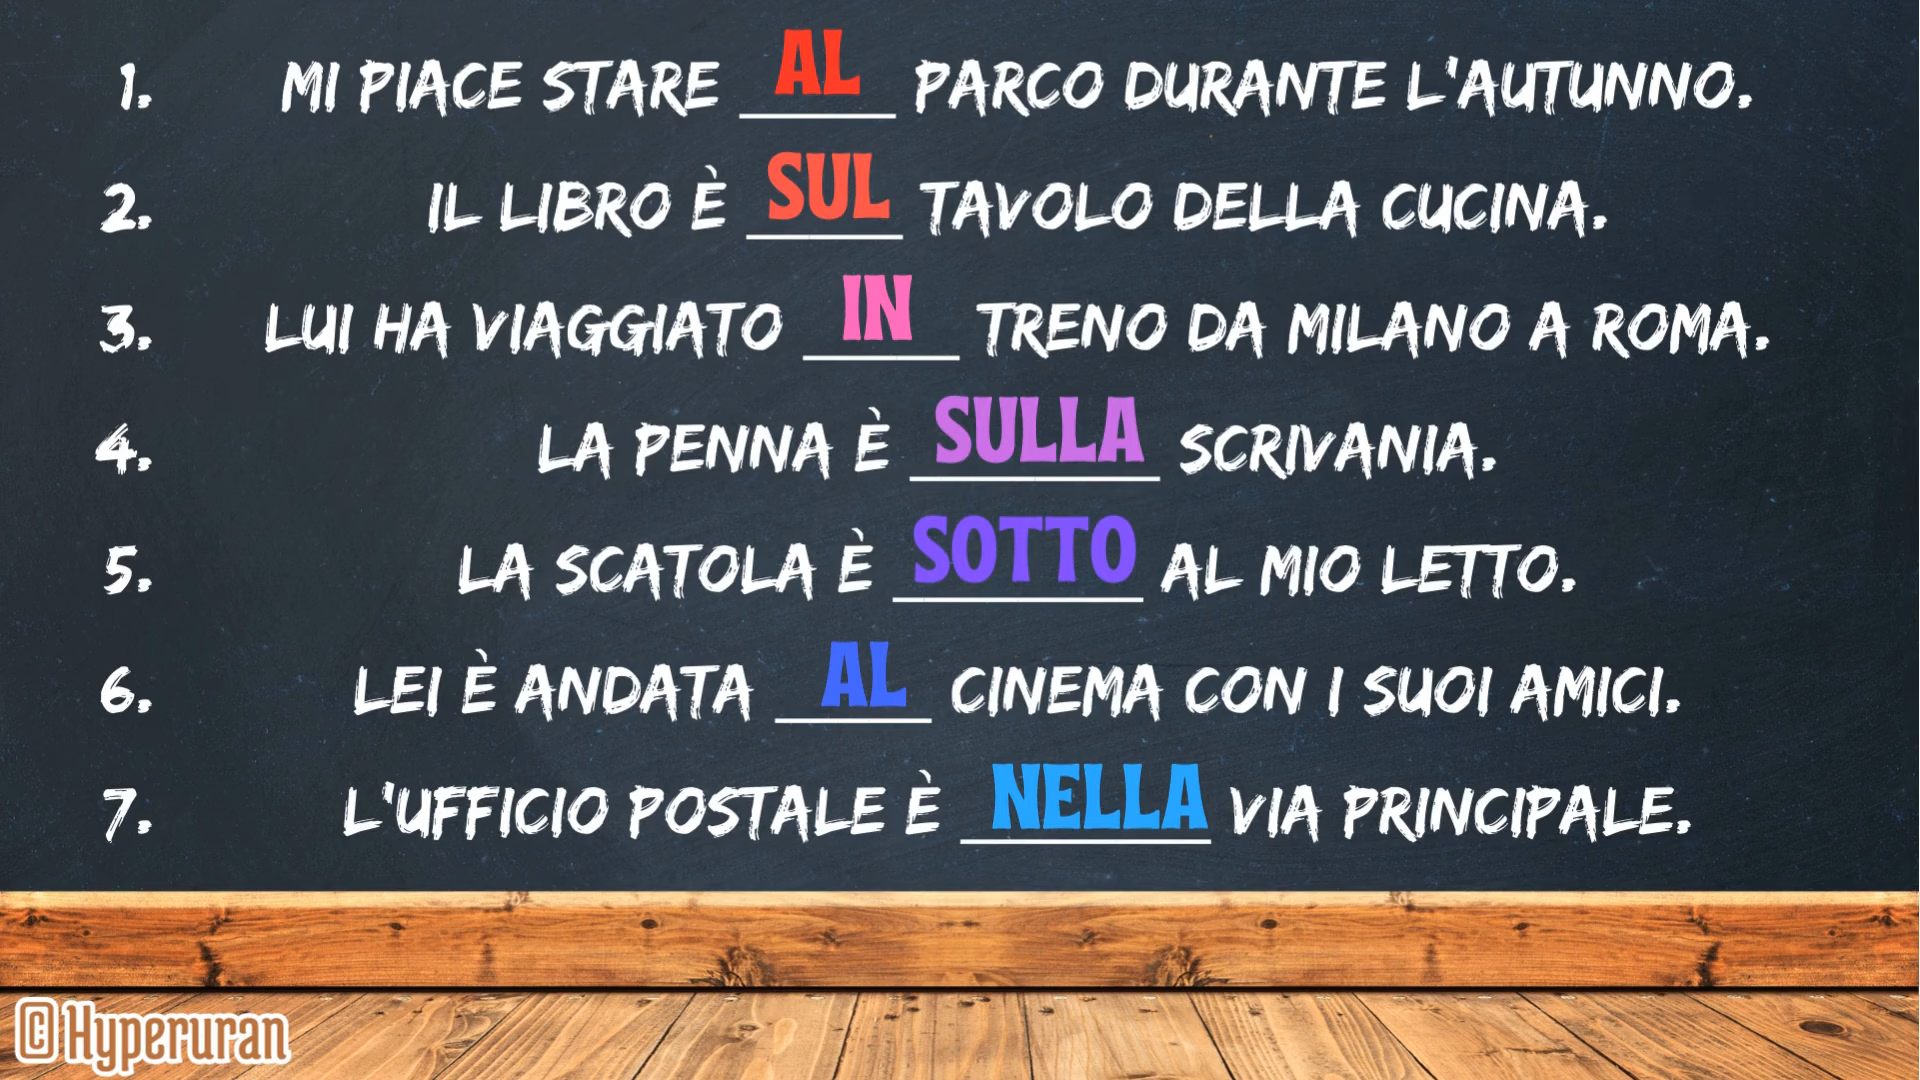 1. MI PIACE STARE AL PARCO DURANTE L'AUTUNNO.
2. IL LIBRO È SUL TAVOLO DELLA CUCINA.
3. LUI HA VIAGGIATO IN TRENO DA MILANO A ROMA.
4. LA PENNA È SULLA SCRIVANIA.
5. LA SCATOLA È SOTTO AL MIO LETTO.
6. LEI È ANDATA AL CINEMA CON I SUOI AMICI.
7. L'UFFICIO POSTALE È NELLA VIA PRINCIPALE.
© Hyperuran